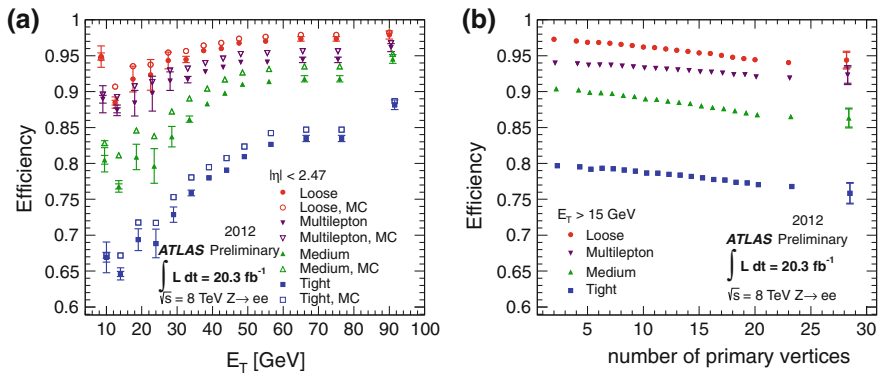 (a)
Efficiency
1
0.95
0.9
0.85
0.8
0.75
0.7
0.65
0.6
|η| < 2.47
Loose
Loose, MC
Multilepton
Multilepton, MC
Medium
Medium, MC
Tight
Tight, MC
2012
ATLAS Preliminary
∫ L dt = 20.3 fb⁻¹
√s = 8 TeV Z→ ee
10 20 30 40 50 60 70 80 90 100
E_T [GeV]
(b)
Efficiency
1
0.95
0.9
0.85
0.8
0.75
0.7
0.65
0.6
E_T > 15 GeV
Loose
Multilepton
Medium
Tight
2012
ATLAS Preliminary
∫ L dt = 20.3 fb⁻¹
√s = 8 TeV Z→ ee
5 10 15 20 25 30
number of primary vertices